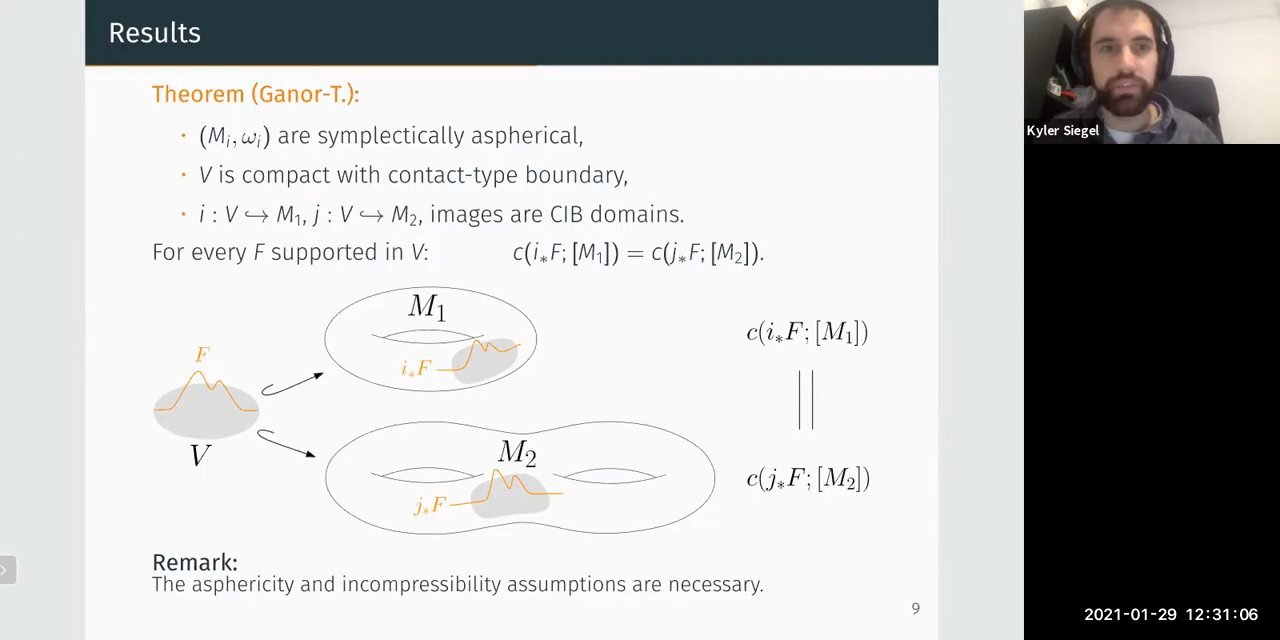 Results
Theorem (Ganor-T.):
• (Mᵢ, ωᵢ) are symplectically aspherical,
• V is compact with contact-type boundary,
• i : V ↪ M₁, j : V ↪ M₂, images are CIB domains.
For every F supported in V: c(i∗F; [M₁]) = c(j∗F; [M₂]).
M₁
c(i∗F; [M₁])
F
i∗F
V
M₂
c(j∗F; [M₂])
j∗F
Remark:
The asphericity and incompressibility assumptions are necessary.
9
Kyler Siegel
2021-01-29 12:31:06